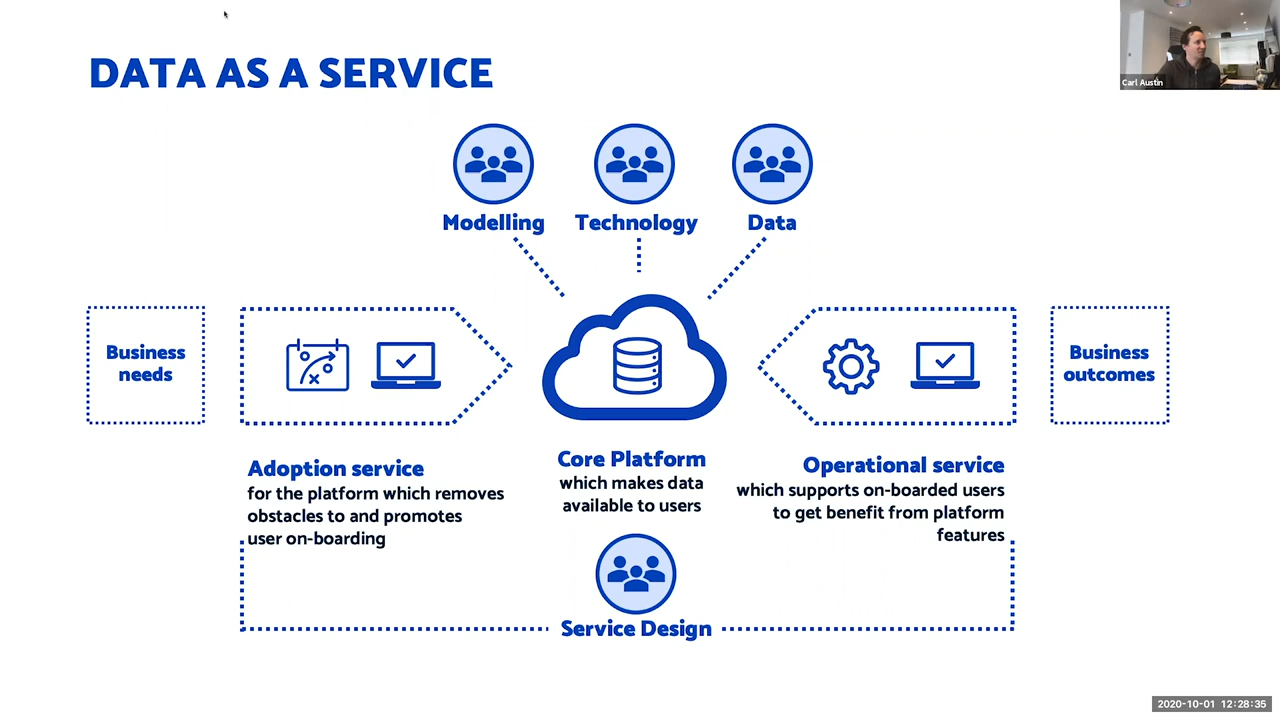 DATA AS A SERVICE
Carl Austin
Modelling
Technology
Data
Business
needs
Business
outcomes
Adoption service
for the platform which removes
obstacles to and promotes
user on-boarding
Core Platform
which makes data
available to users
Operational service
which supports on-boarded users
to get benefit from platform
features
Service Design
2020-10-01 12:28:35